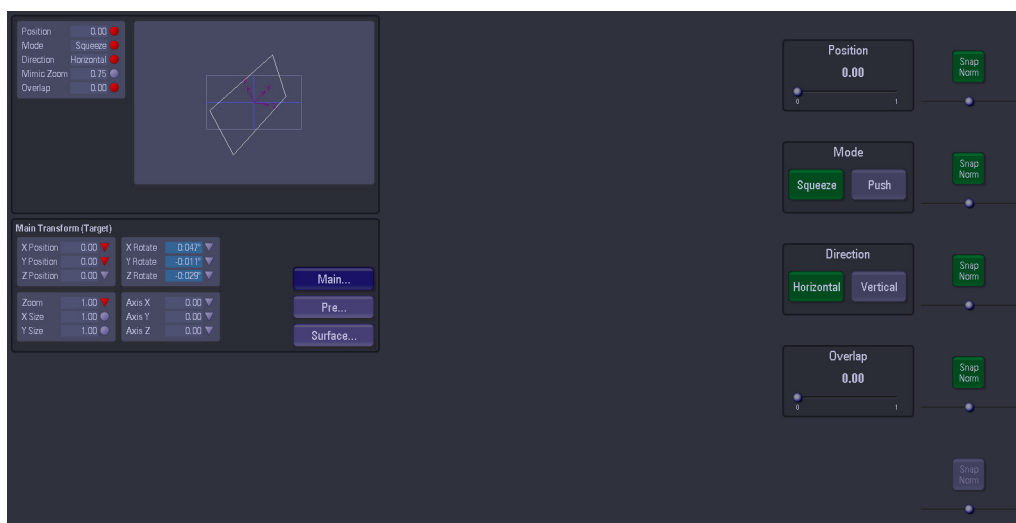 Position 0.00
Mode Squeeze
Direction Horizontal
Mimic Zoom 0.75
Overlap 0.00
Main Transform (Target)
X Position 0.00 X Rotate 0:047°
Y Position 0.00 Y Rotate -0:011°
Z Position 0.00 Z Rotate -0:029°
Zoom 1.00 Axis X 0.00
X Size 1.00 Axis Y 0.00
Y Size 1.00 Axis Z 0.00
Main...
Pre...
Surface...
Position
0.00
0 1
Snap
Norm
Mode
Squeeze Push
Snap
Norm
Direction
Horizontal Vertical
Snap
Norm
Overlap
0.00
0 1
Snap
Norm
Snap
Norm